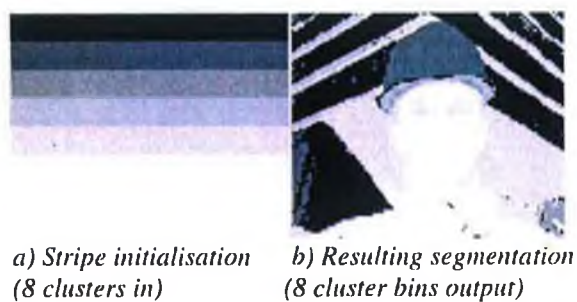 a) Stripe initialisation b) Resulting segmentation
(8 clusters in) (8 cluster bins output)